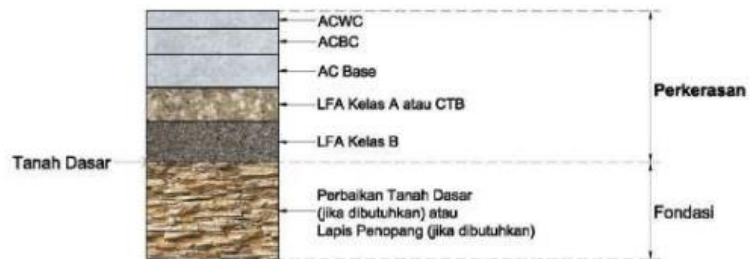 ACWC
ACBC
AC Base
LFA Kelas A atau CTB
Perkerasan
LFA Kelas B
Tanah Dasar
Perbaikan Tanah Dasar
(jika dibutuhkan) atau
Lapis Penopang (jika dibutuhkan)
Fondasi